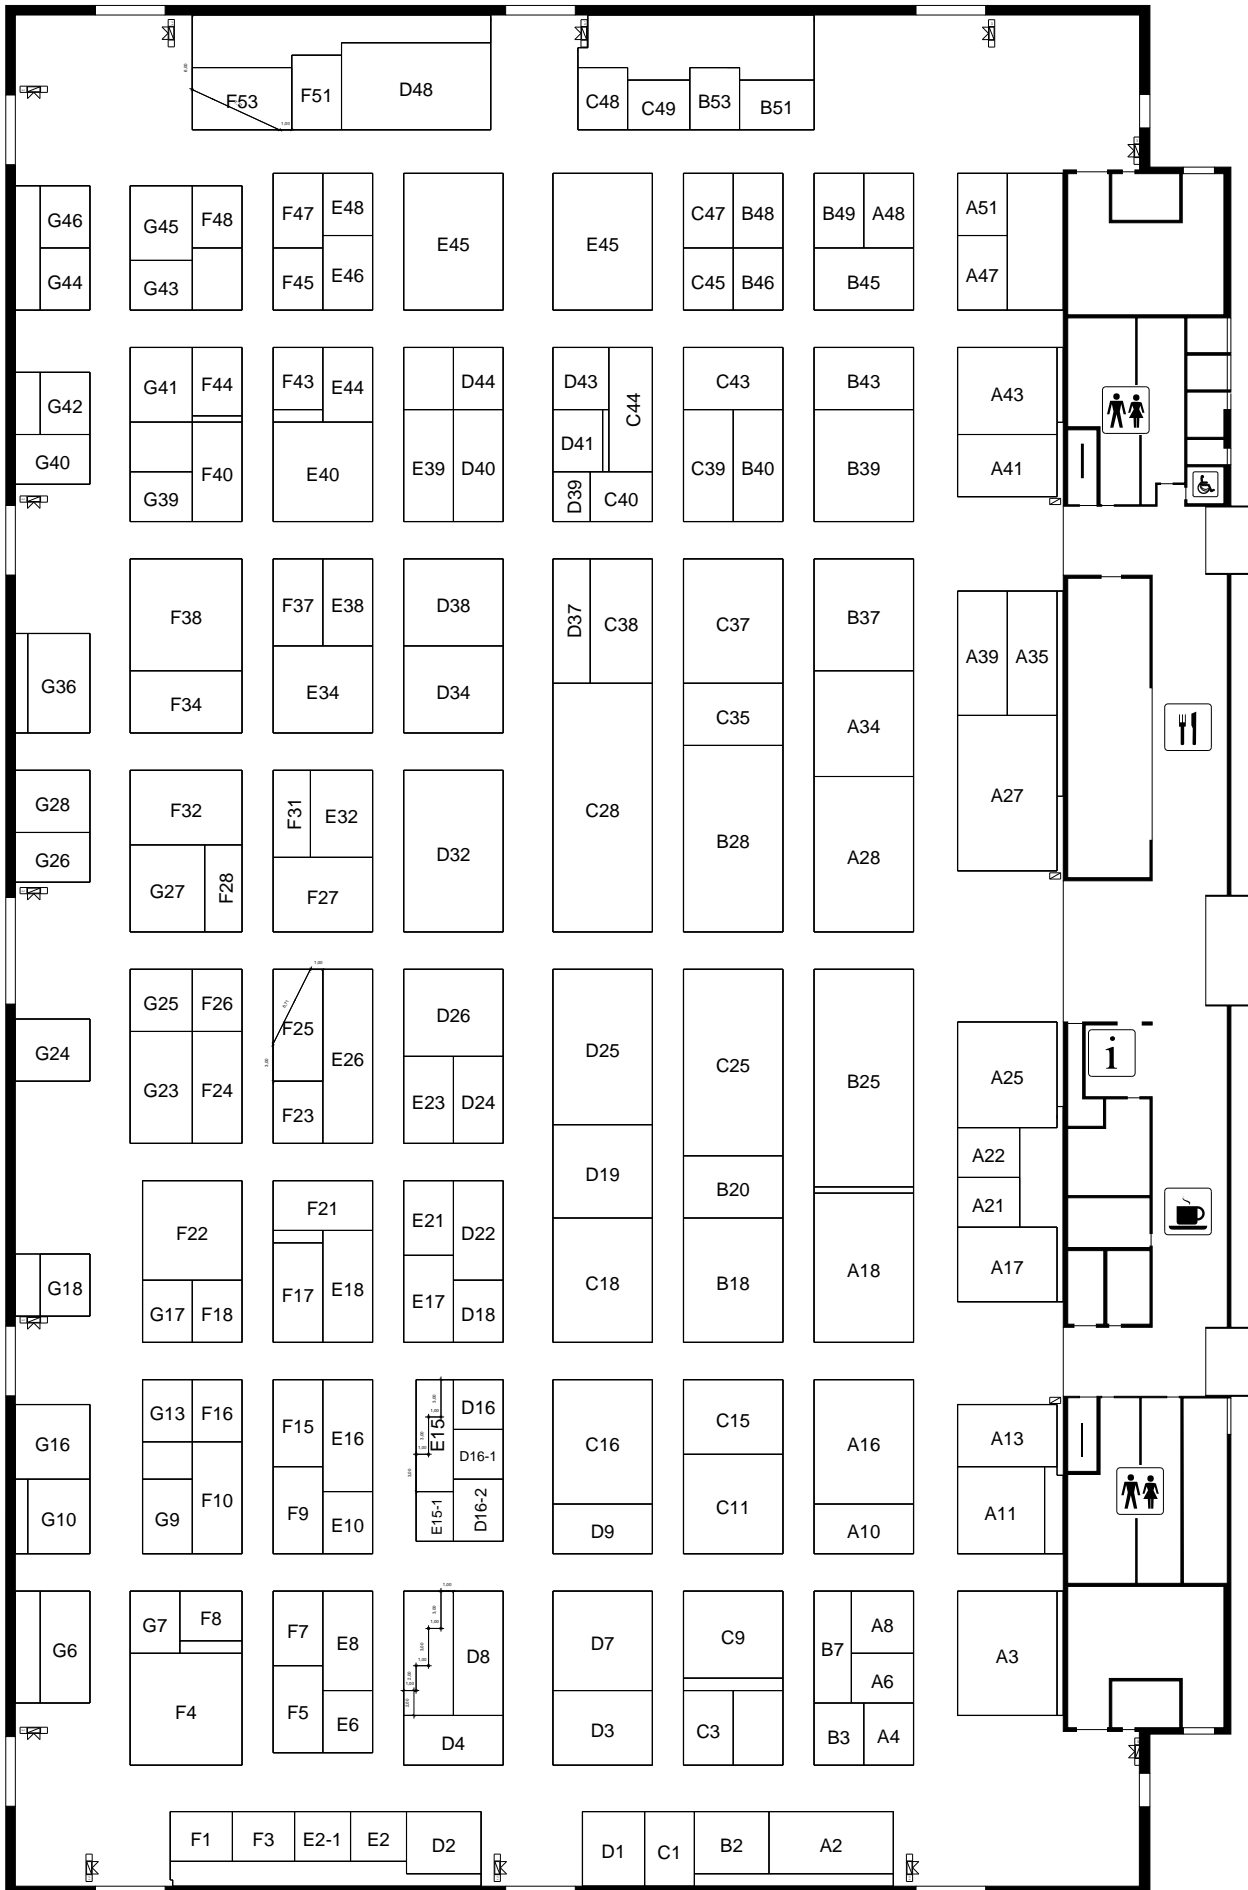 F53 F51 D48 C48 C49 B53 B51
G46 G45 F48 F47 E48 E45 E45 C47 B48 B49 A48 A51
G44 G43 F45 E46 C45 B46 B45 A47
G42 G41 F44 F43 E44 D44 D43 C44 C43 B43 A43
G40 G39 F40 E40 E39 D40 D41 D39 C40 C39 B40 B39 A41
F38 F37 E38 D38 D37 C38 C37 B37 A39 A35
G36 F34 E34 D34 C35 A34
G28 F32 F31 E32 D32 C28 B28 A28 A27
G26 G27 F28 F27
G25 F26 F25 E26 D26 D25 C25 B25 A25
G24 G23 F24 F23 E23 D24
D19 B20 A22
F22 F21 E21 D22 A21
G18 G17 F18 F17 E18 E17 D18 C18 B18 A18 A17
G16 G13 F16 F15 E16 E15 D16 C16 C15 A16 A13
D16-1
G10 G9 F10 F9 E10 E15-1 D16-2 D9 C11 A10 A11
G6 G7 F8 F7 E8 D8 D7 C9 B7 A8 A3
A6
F4 F5 E6 D4 D3 C3 B3 A4
F1 F3 E2-1 E2 D2 D1 C1 B2 A2
i